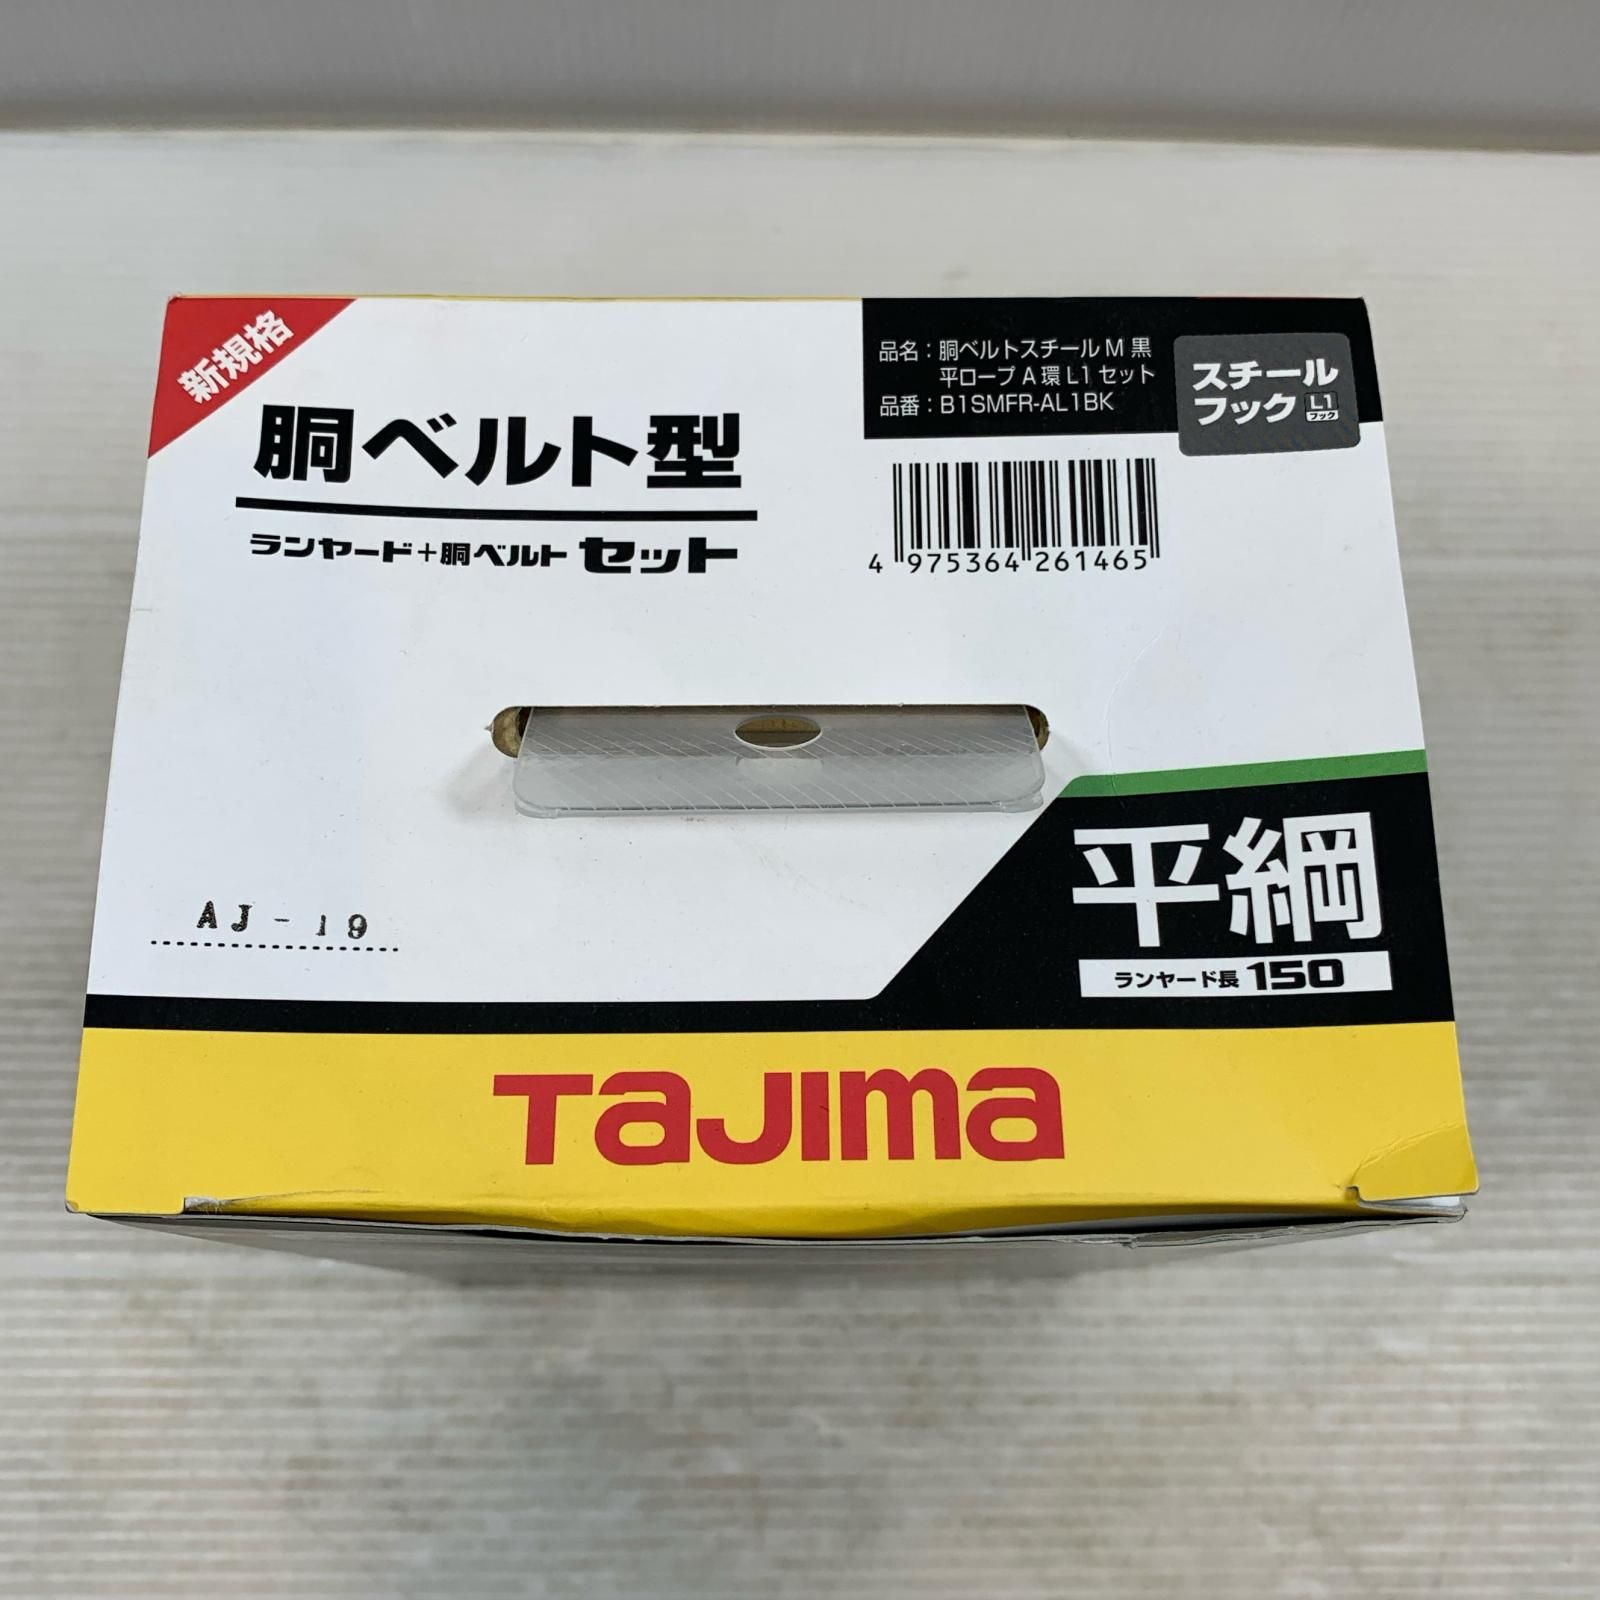 新規格
胴ベルト型
ランヤード+胴ベルト セット
品名:胴ベルトスチール M 黒
平ロープ A 環 L1 セット
品番:B1SMFR-AL1BK
スチール
フック L1 フック
4 975364 261465
AJ-19
平綱
ランヤード長 150
TAJIMA